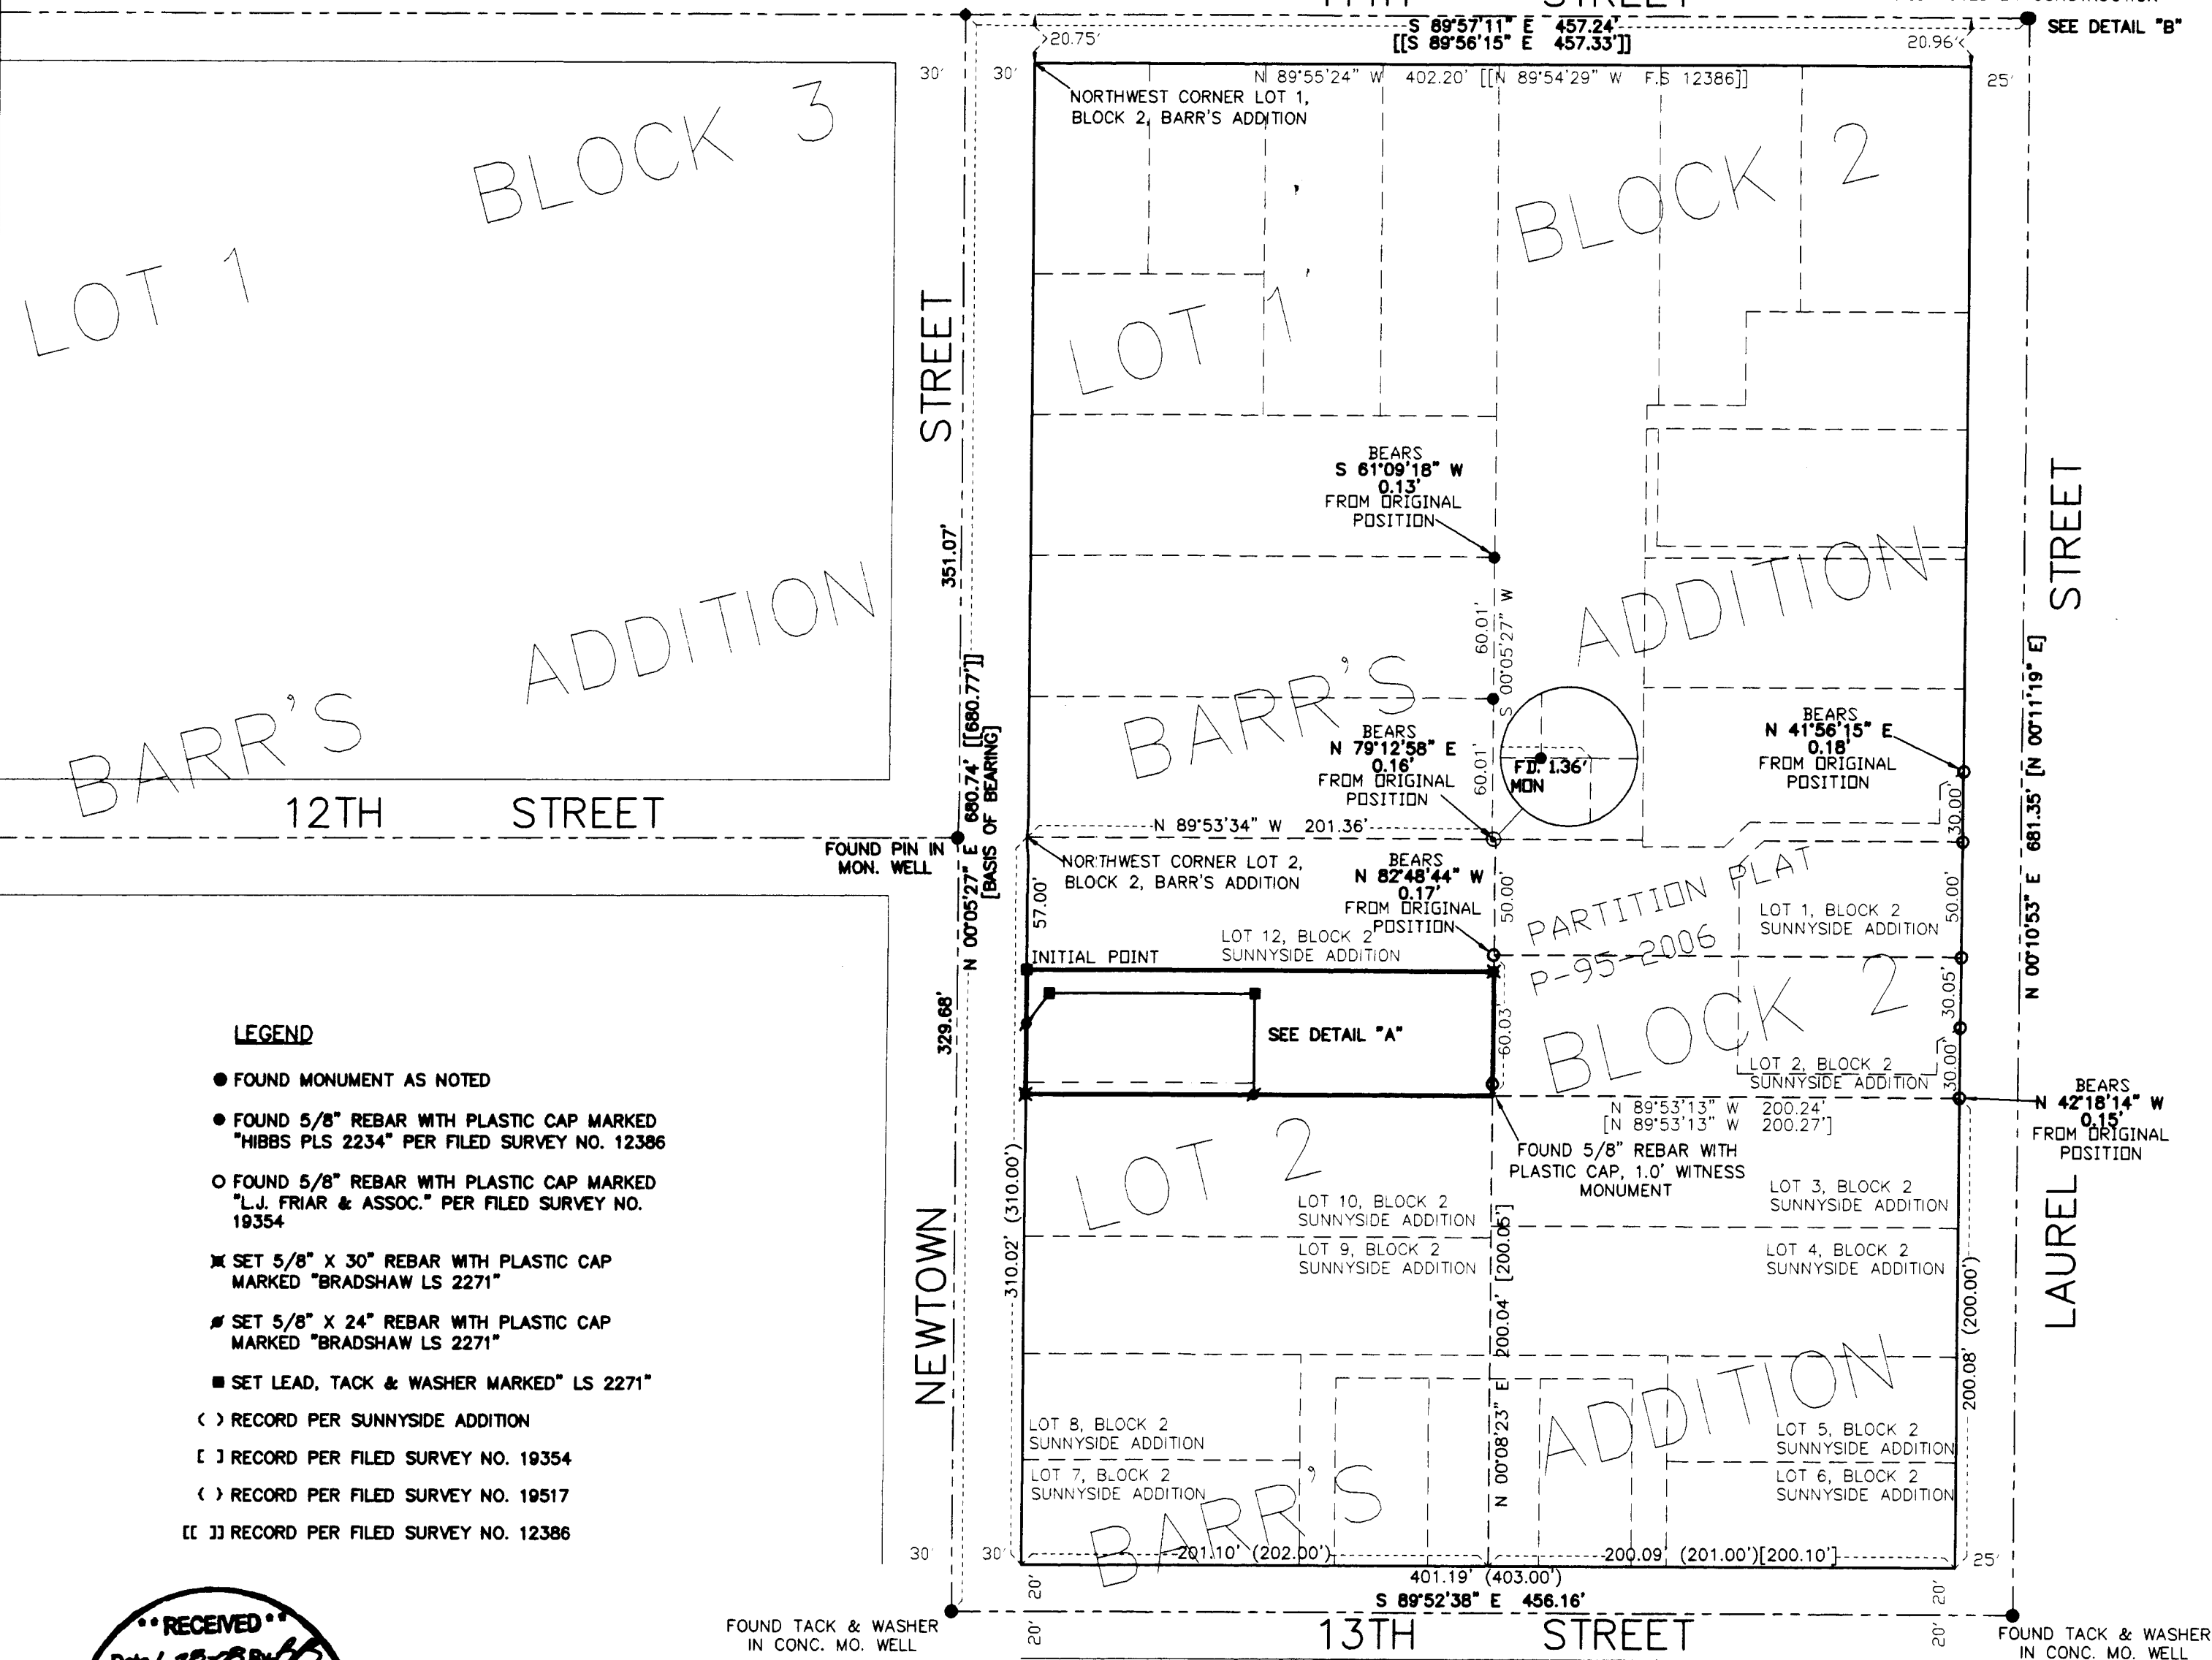 STREET
S 89°57'11" E 457.24'
[[S 89°56'15" E 457.33']]
SEE DETAIL "B"
20.75'
20.96'
30'
30'
25'
N 89°55'24" W 402.20' [[N 89°54'29" W F.S 12386]]
NORTHWEST CORNER LOT 1,
BLOCK 2, BARR'S ADDITION
BLOCK 3
LOT 1
BARR'S ADDITION
BLOCK 2
LOT 1
BARR'S ADDITION
STREET
351.07'
BEARS
S 61°09'18" W
0.13'
FROM ORIGINAL
POSITION
60.01'
S 00°05'27" W
60.01'
STREET
N 00°10'53" E 681.35' [N 00°11'19" E]
N 00°05'27" E 680.74' [[680.77']]
[BASIS OF BEARING]
BEARS
N 79°12'58" E
0.16'
FROM ORIGINAL
POSITION
FD. 1.36'
MON
BEARS
N 41°56'15" E
0.18'
FROM ORIGINAL
POSITION
30.00'
12TH STREET
FOUND PIN IN
MON. WELL
N 89°53'34" W 201.36'
NORTHWEST CORNER LOT 2,
BLOCK 2, BARR'S ADDITION
57.00'
BEARS
N 82°48'44" W
0.17'
FROM ORIGINAL
POSITION
50.00'
PARTITION PLAT
P-95-2006
LOT 1, BLOCK 2
SUNNYSIDE ADDITION
50.00'
LOT 12, BLOCK 2
SUNNYSIDE ADDITION
INITIAL POINT
329.68'
SEE DETAIL "A"
60.03'
BLOCK 2
30.05'
LOT 2, BLOCK 2
SUNNYSIDE ADDITION
30.00'
N 89°53'13" W 200.24'
[N 89°53'13" W 200.27']
BEARS
N 42°18'14" W
0.15'
FROM ORIGINAL
POSITION
FOUND 5/8" REBAR WITH
PLASTIC CAP, 1.0' WITNESS
MONUMENT
LOT 2
LOT 10, BLOCK 2
SUNNYSIDE ADDITION
LOT 3, BLOCK 2
SUNNYSIDE ADDITION
LOT 9, BLOCK 2
SUNNYSIDE ADDITION
LOT 4, BLOCK 2
SUNNYSIDE ADDITION
310.02' (310.00')
N 00°08'23" E 200.04' [200.05']
200.08' (200.00')
NEWTOWN
LAUREL
LOT 8, BLOCK 2
SUNNYSIDE ADDITION
LOT 7, BLOCK 2
SUNNYSIDE ADDITION
LOT 5, BLOCK 2
SUNNYSIDE ADDITION
LOT 6, BLOCK 2
SUNNYSIDE ADDITION
BARR'S ADDITION
30'
30'
201.10' (202.00')
200.09' (201.00')[200.10']
25'
401.19' (403.00')
S 89°52'38" E 456.16'
20'
20'
20'
20'
13TH STREET
FOUND TACK & WASHER
IN CONC. MO. WELL
FOUND TACK & WASHER
IN CONC. MO. WELL
LEGEND
FOUND MONUMENT AS NOTED
FOUND 5/8" REBAR WITH PLASTIC CAP MARKED
"HIBBS PLS 2234" PER FILED SURVEY NO. 12386
FOUND 5/8" REBAR WITH PLASTIC CAP MARKED
"L.J. FRIAR & ASSOC." PER FILED SURVEY NO.
19354
SET 5/8" X 30" REBAR WITH PLASTIC CAP
MARKED "BRADSHAW LS 2271"
SET 5/8" X 24" REBAR WITH PLASTIC CAP
MARKED "BRADSHAW LS 2271"
SET LEAD, TACK & WASHER MARKED" LS 2271"
( ) RECORD PER SUNNYSIDE ADDITION
[ ] RECORD PER FILED SURVEY NO. 19354
( ) RECORD PER FILED SURVEY NO. 19517
[[ ]] RECORD PER FILED SURVEY NO. 12386
**RECEIVED**